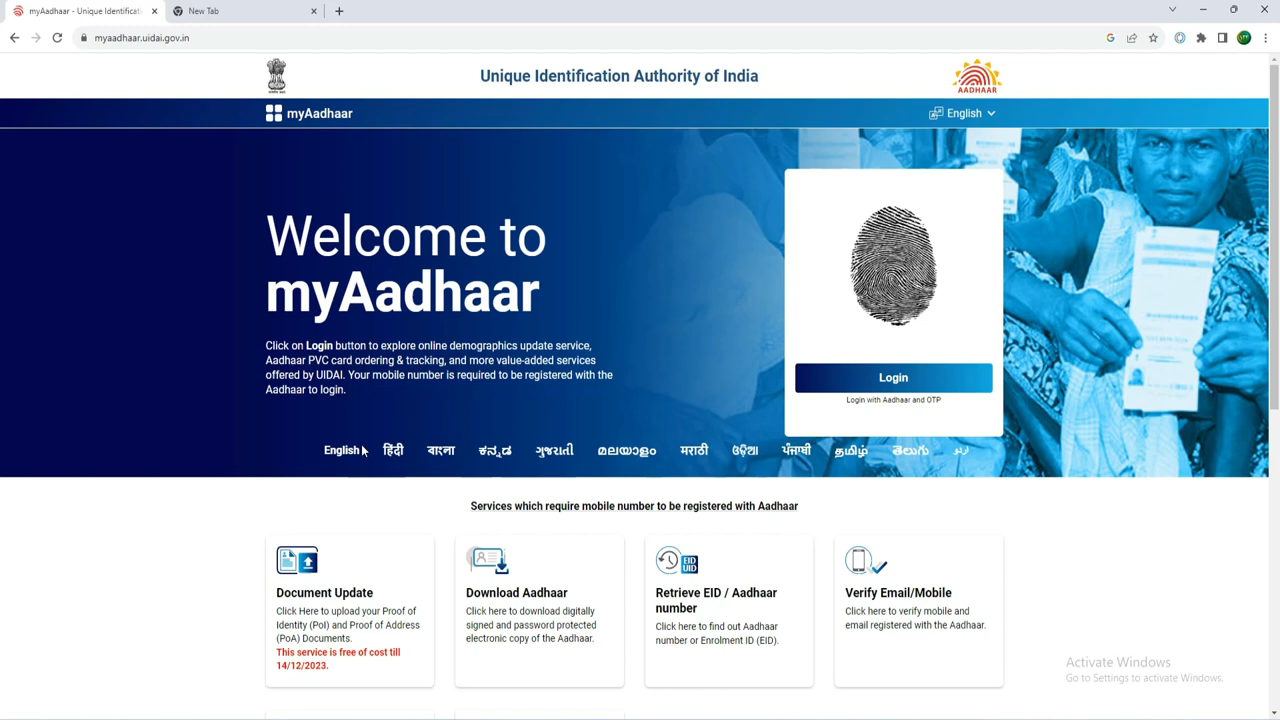 myAadhaar - Unique Identificati
New Tab
myaadhaar.uidai.gov.in
Unique Identification Authority of India
AADHAAR
myAadhaar
English
Welcome to
myAadhaar
Click on Login button to explore online demographics update service,
Aadhaar PVC card ordering & tracking, and more value-added services
offered by UIDAI. Your mobile number is required to be registered with the
Aadhaar to login.
Login
Login with Aadhaar and OTP
English हिंदी বাংলা ಕನ್ನಡ ગુજરાતી മലയാളം मराठी ଓଡ଼ିଆ ਪੰਜਾਬੀ தமிழ் తెలుగు اردو
Services which require mobile number to be registered with Aadhaar
Document Update
Click Here to upload your Proof of
Identity (PoI) and Proof of Address
(PoA) Documents.
This service is free of cost till
14/12/2023.
Download Aadhaar
Click here to download digitally
signed and password protected
electronic copy of the Aadhaar.
EID
UID
Retrieve EID / Aadhaar
number
Click here to find out Aadhaar
number or Enrolment ID (EID).
Verify Email/Mobile
Click here to verify mobile and
email registered with the Aadhaar.
Activate Windows
Go to Settings to activate Windows.